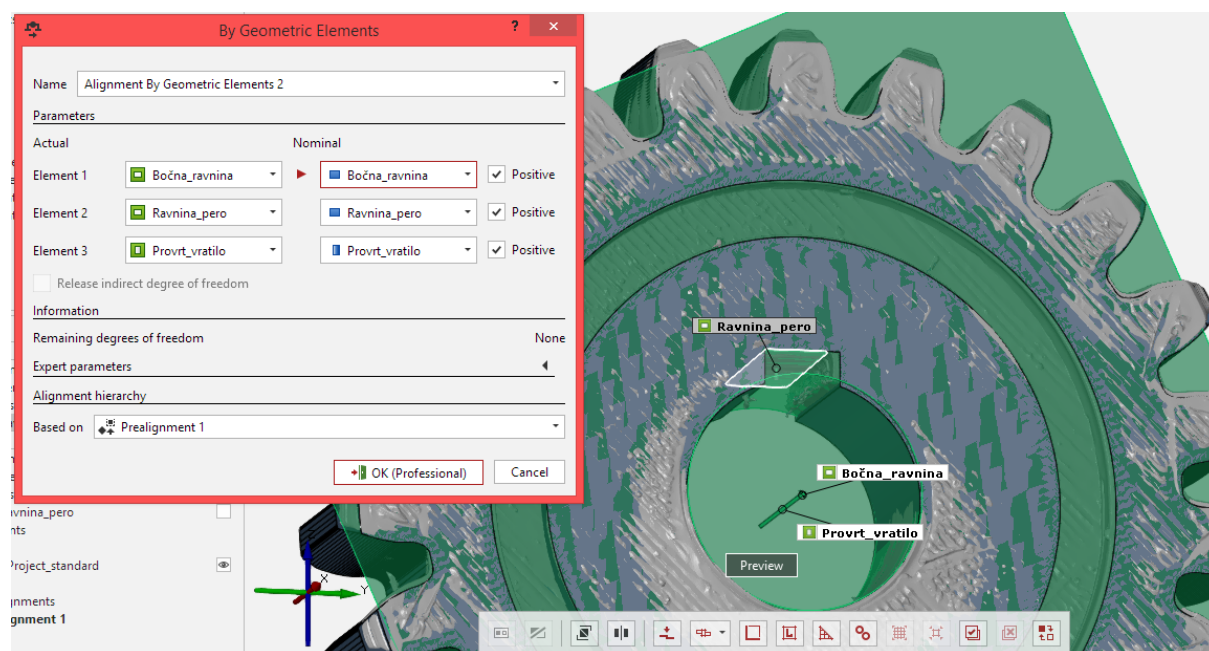 By Geometric Elements ? ×
Name Alignment By Geometric Elements 2
Parameters
Actual Nominal
Element 1 Bočna_ravnina Bočna_ravnina Positive
Element 2 Ravnina_pero Ravnina_pero Positive
Element 3 Provrt_vratilo Provrt_vratilo Positive
Release indirect degree of freedom
Information
Remaining degrees of freedom None
Expert parameters
Alignment hierarchy
Based on Prealignment 1
OK (Professional) Cancel
Ravnina_pero
Bočna_ravnina
Provrt_vratilo
Preview
vnina_pero
nts
Project_standard
nments
gnment 1
X
Y